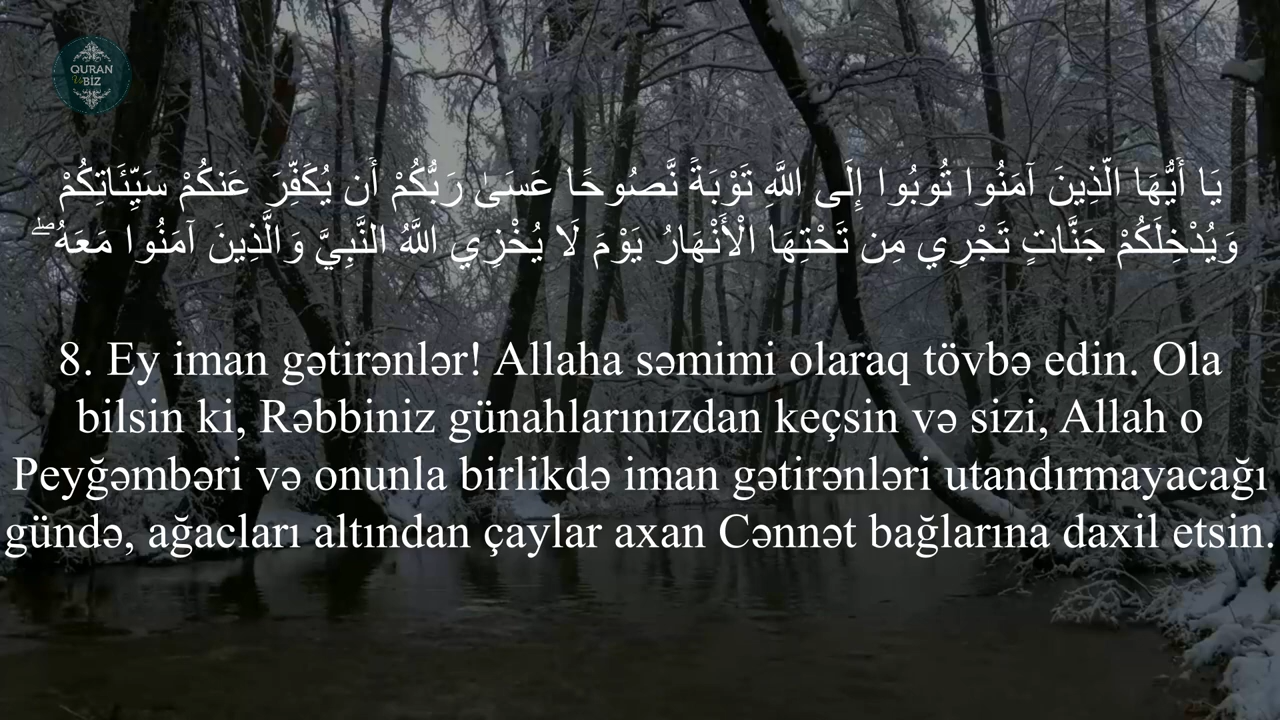 QURAN
Və
BİZ
يَا أَيُّهَا الَّذِينَ آمَنُوا تُوبُوا إِلَى اللَّهِ تَوْبَةً نَّصُوحًا عَسَىٰ رَبُّكُمْ أَن يُكَفِّرَ عَنكُمْ سَيِّئَاتِكُمْ
وَيُدْخِلَكُمْ جَنَّاتٍ تَجْرِي مِن تَحْتِهَا الْأَنْهَارُ يَوْمَ لَا يُخْزِي اللَّهُ النَّبِيَّ وَالَّذِينَ آمَنُوا مَعَهُ ۖ
8. Ey iman gətirənlər! Allaha səmimi olaraq tövbə edin. Ola
bilsin ki, Rəbbiniz günahlarınızdan keçsin və sizi, Allah o
Peyğəmbəri və onunla birlikdə iman gətirənləri utandırmayacağı
gündə, ağacları altından çaylar axan Cənnət bağlarına daxil etsin.